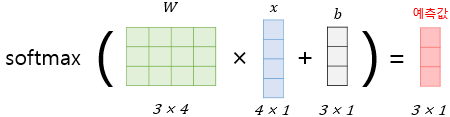 W x b 예측값
softmax ( × + ) =
3 × 4 4 × 1 3 × 1 3 × 1